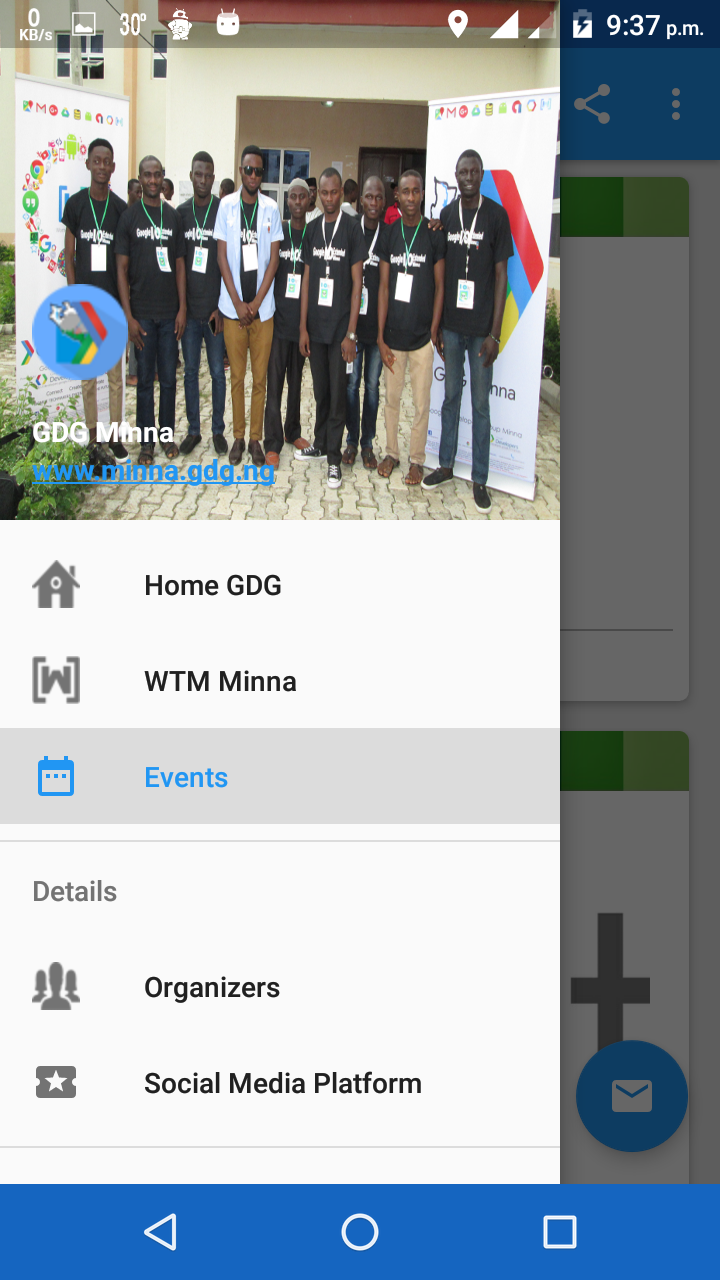 0
KB/s
30°
9:37 p.m.
GDG Minna
www.minna.gdg.ng
Home GDG
WTM Minna
Events
Details
Organizers
Social Media Platform